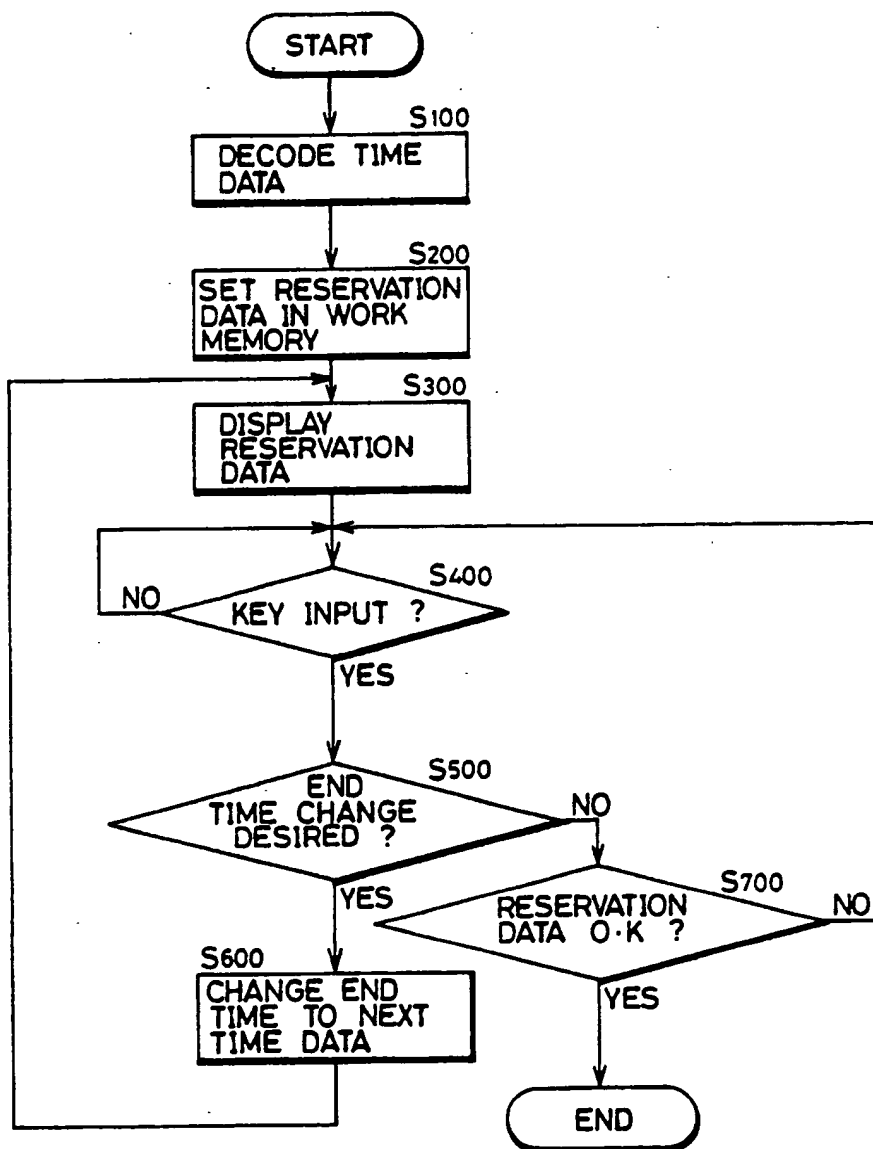 START
S100
DECODE TIME
DATA
S200
SET RESERVATION
DATA IN WORK
MEMORY
S300
DISPLAY
RESERVATION
DATA
S400
NO
KEY INPUT ?
YES
S500
END
TIME CHANGE
DESIRED ?
NO
YES
S700
RESERVATION
DATA O·K ?
NO
YES
S600
CHANGE END
TIME TO NEXT
TIME DATA
END